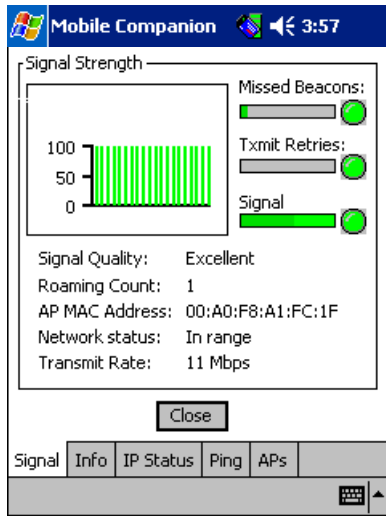 Mobile Companion 3:57
Signal Strength
Missed Beacons:
Txmit Retries:
Signal
100
50
0
Signal Quality: Excellent
Roaming Count: 1
AP MAC Address: 00:A0:F8:A1:FC:1F
Network status: In range
Transmit Rate: 11 Mbps
Close
Signal Info IP Status Ping APs